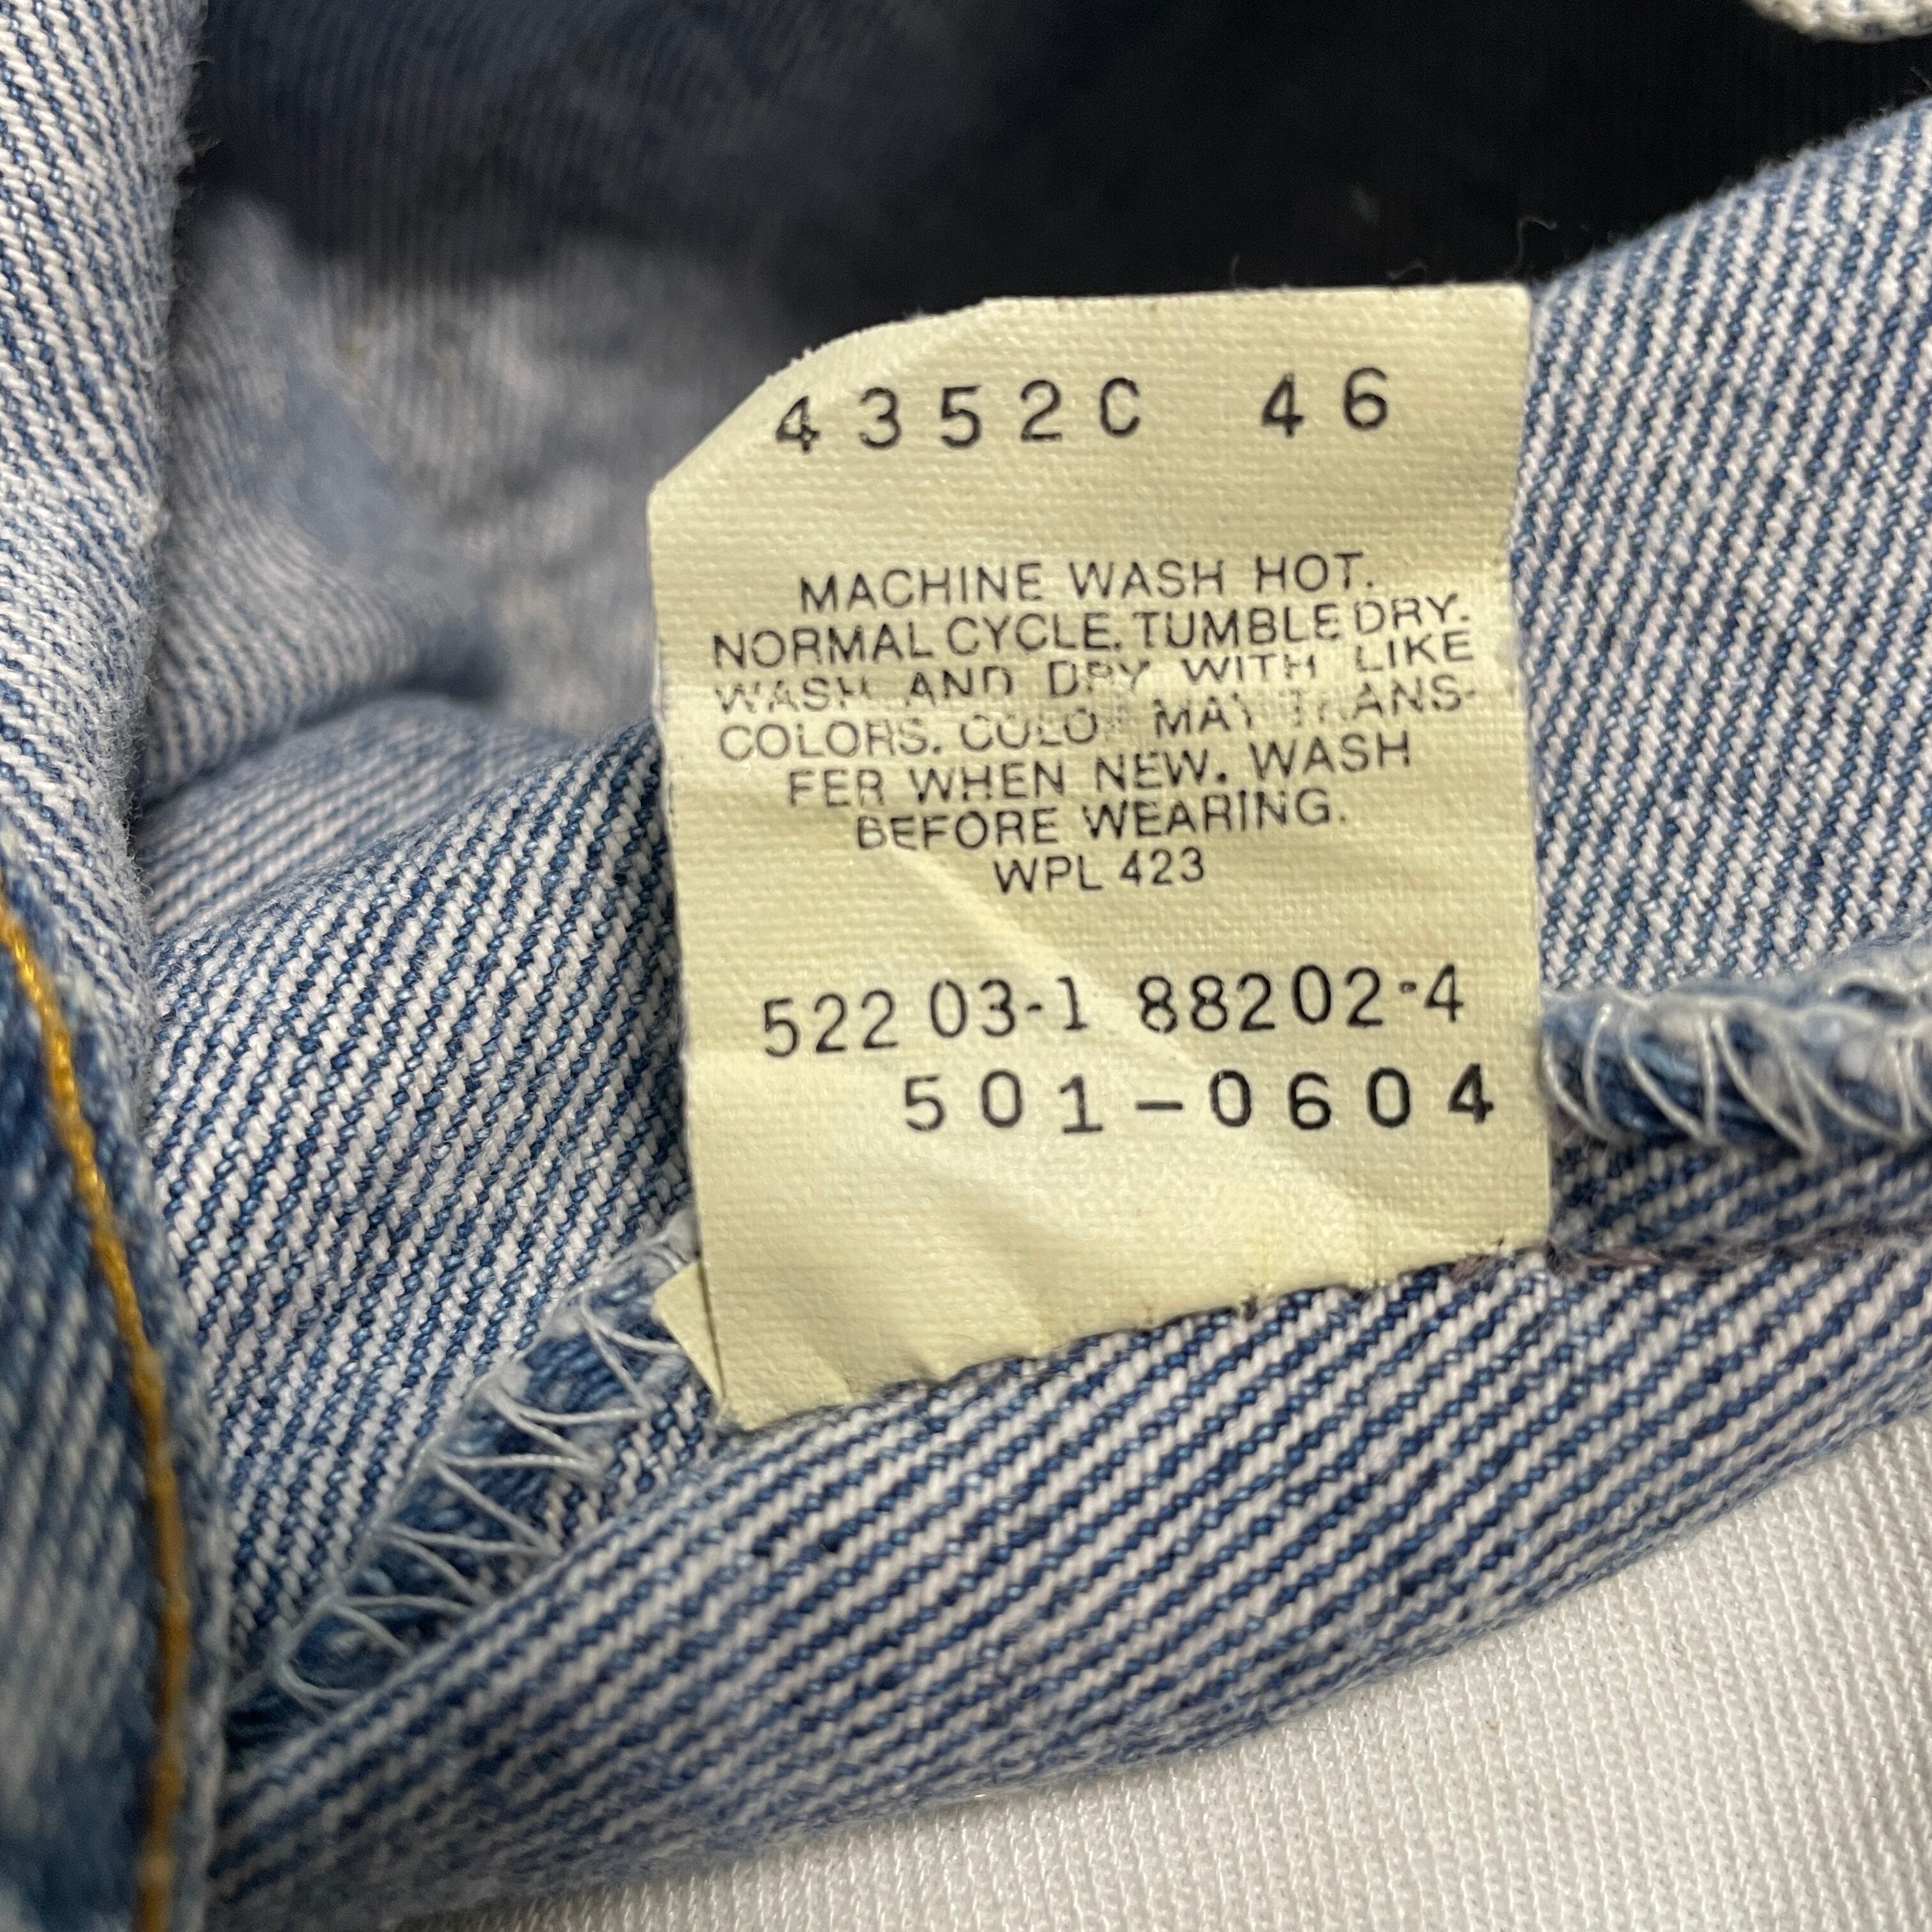 4352C 46
MACHINE WASH HOT.
NORMAL CYCLE. TUMBLE DRY.
WASH AND DRY WITH LIKE
COLORS. COLOR MAY TRANS-
FER WHEN NEW. WASH
BEFORE WEARING.
WPL 423
522 03-1 88202-4
501-0604